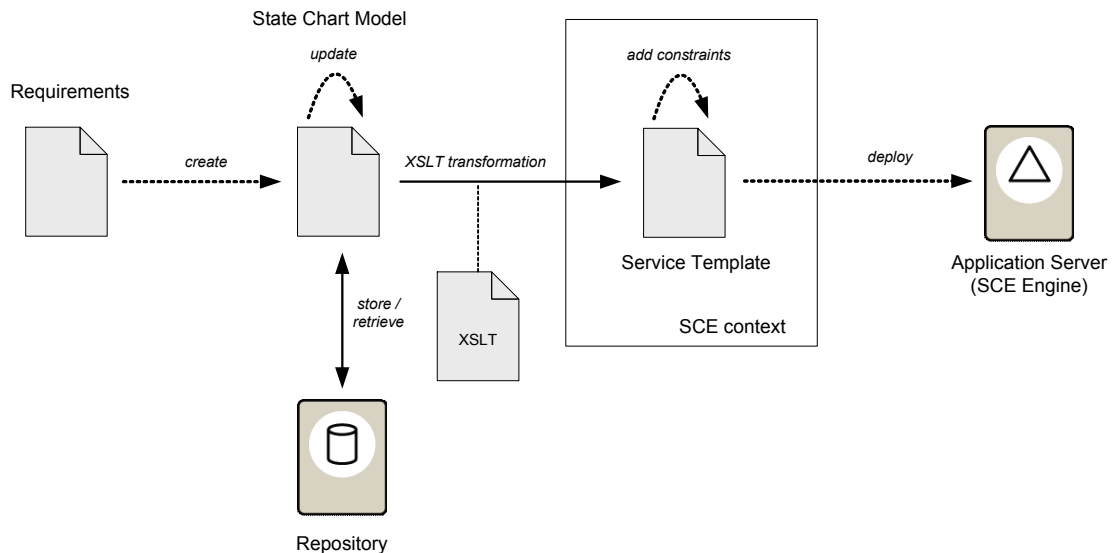 State Chart Model
update
add constraints
Requirements
create
XSLT transformation
deploy
Service Template
Application Server
(SCE Engine)
store /
retrieve
XSLT
SCE context
Repository